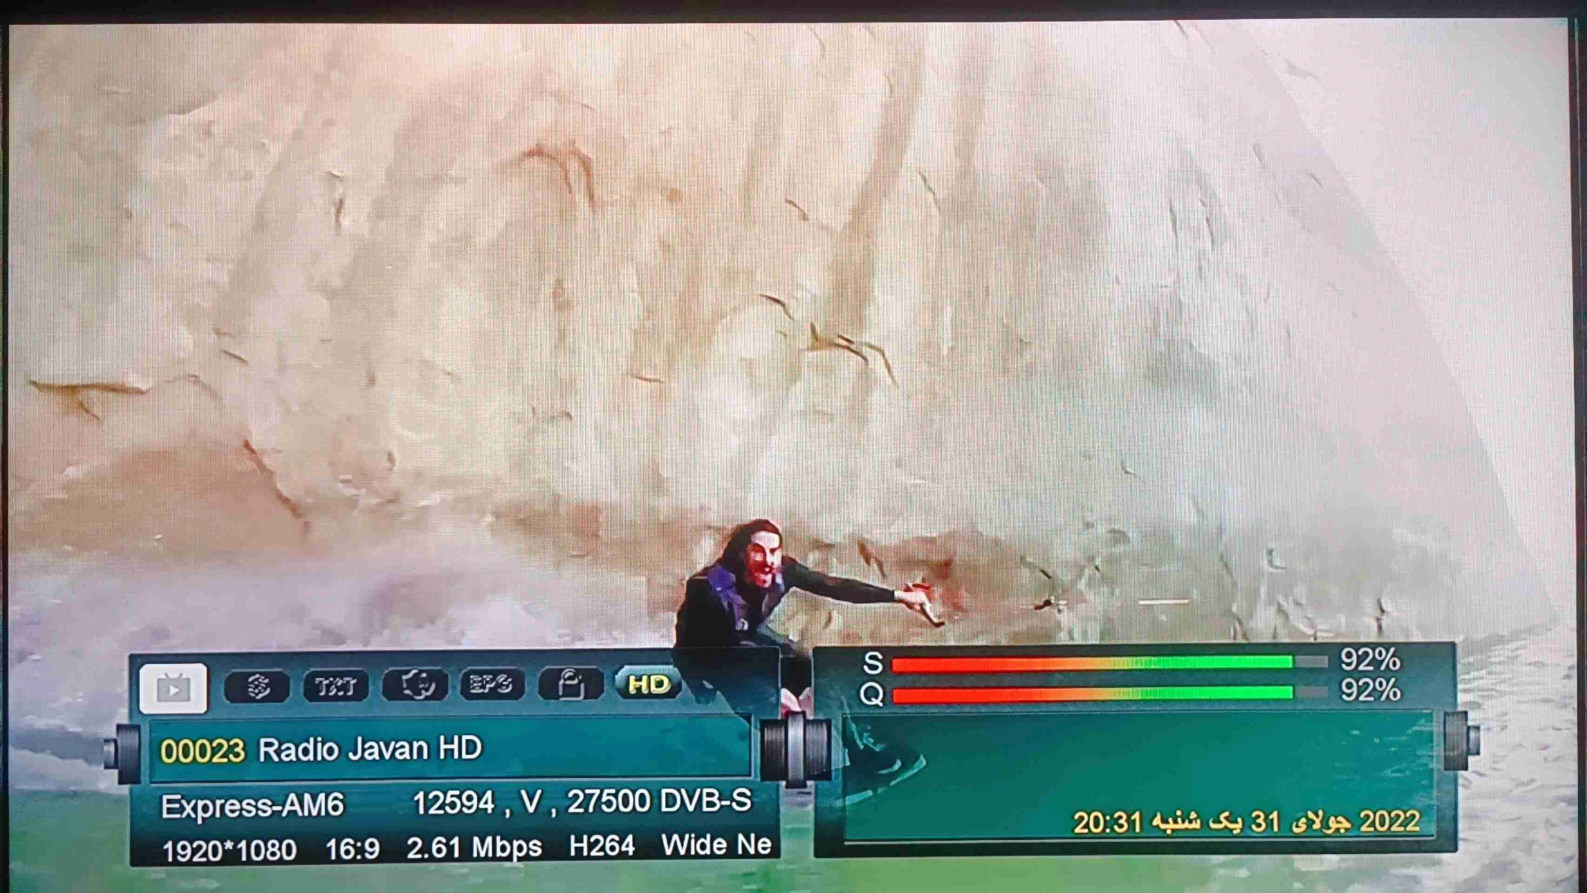 TXT EPG HD
S 92%
Q 92%
00023 Radio Javan HD
Express-AM6 12594 , V , 27500 DVB-S
1920*1080 16:9 2.61 Mbps H264 Wide Ne
20:31 یک شنبه 31 جولای 2022